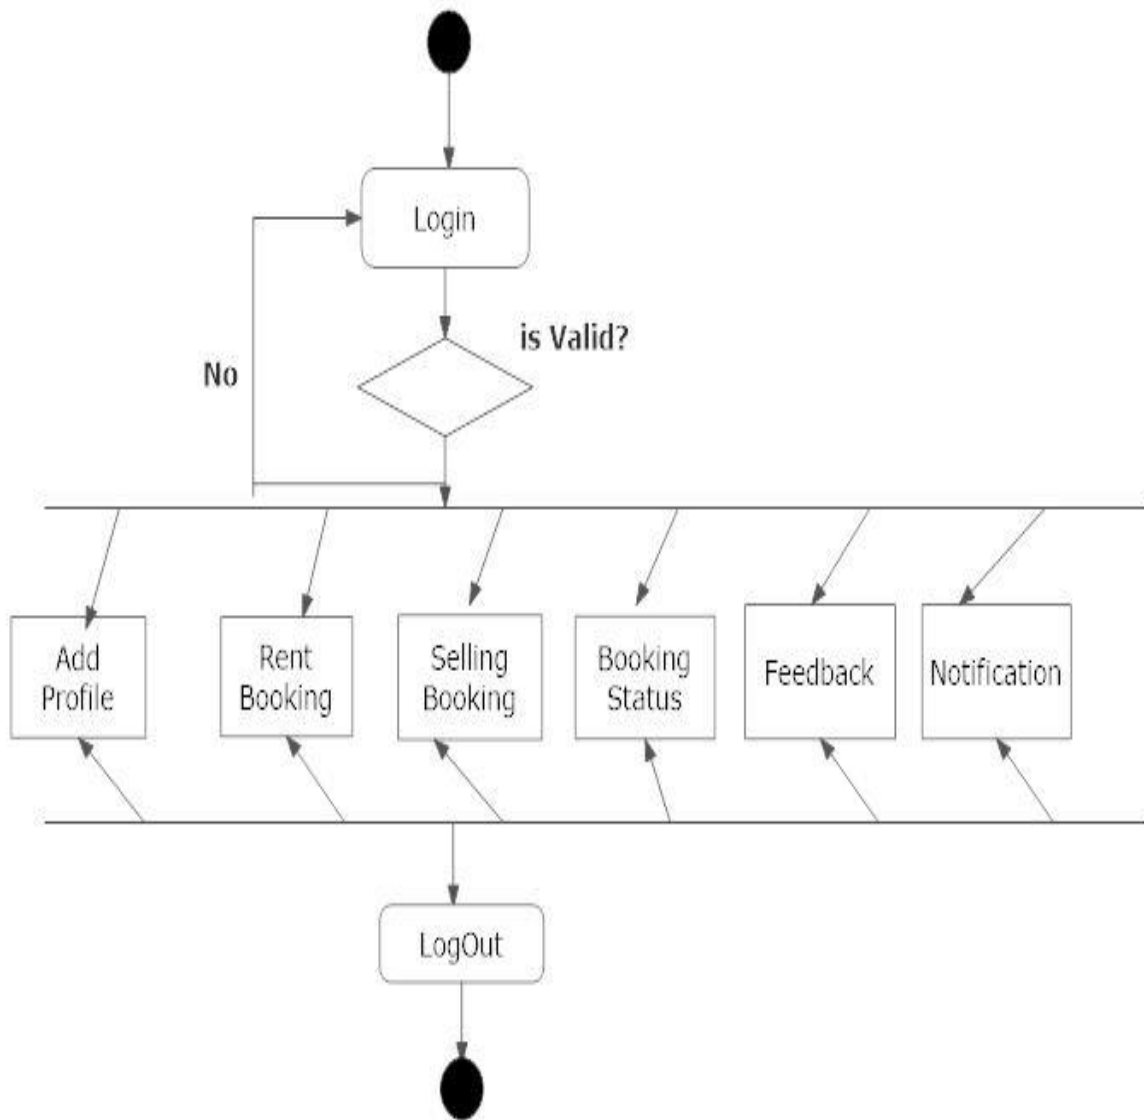 Login
is Valid?
No
Add
Profile
Rent
Booking
Selling
Booking
Booking
Status
Feedback
Notification
LogOut